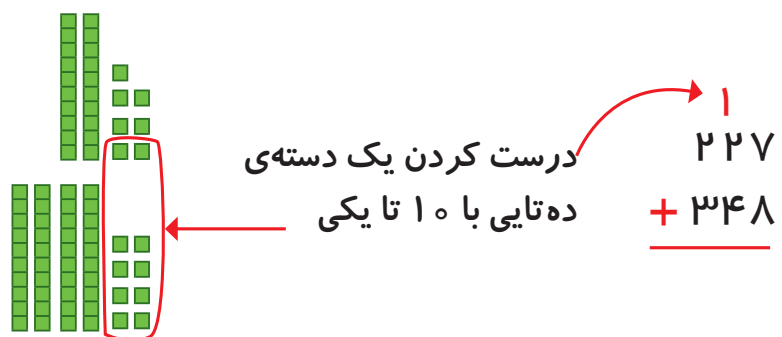 درست کردن یک دسته‌ی
ده‌تایی با ۱۰ تا یکی
۱
۲۲۷
+ ۳۴۸